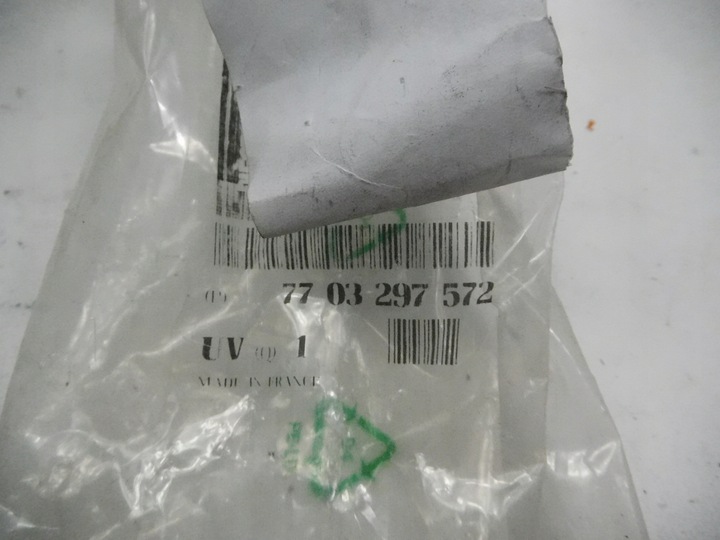 (P) 77 03 297 572
UV (Q) 1
MADE IN FRANCE